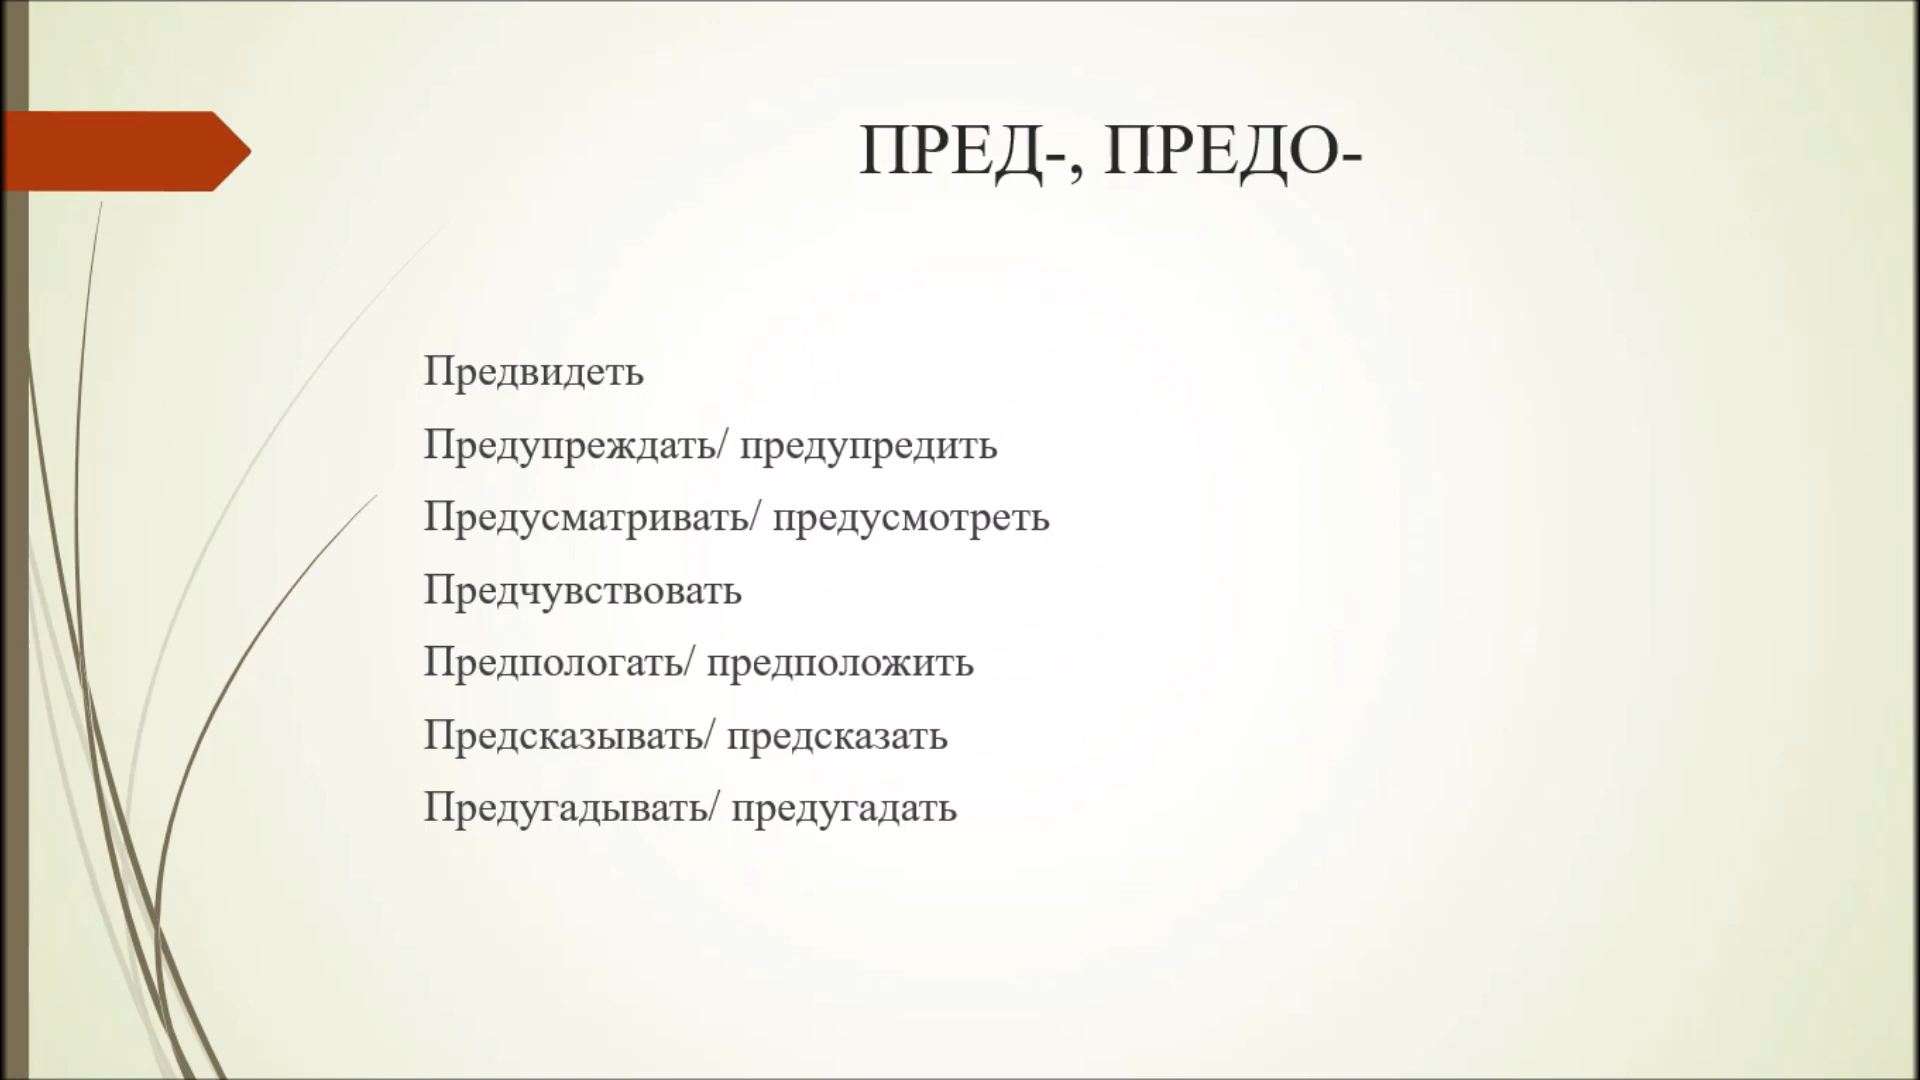 ПРЕД-, ПРЕДО-
Предвидеть
Предупреждать/ предупредить
Предусматривать/ предусмотреть
Предчувствовать
Предпологать/ предположить
Предсказывать/ предсказать
Предугадывать/ предугадать